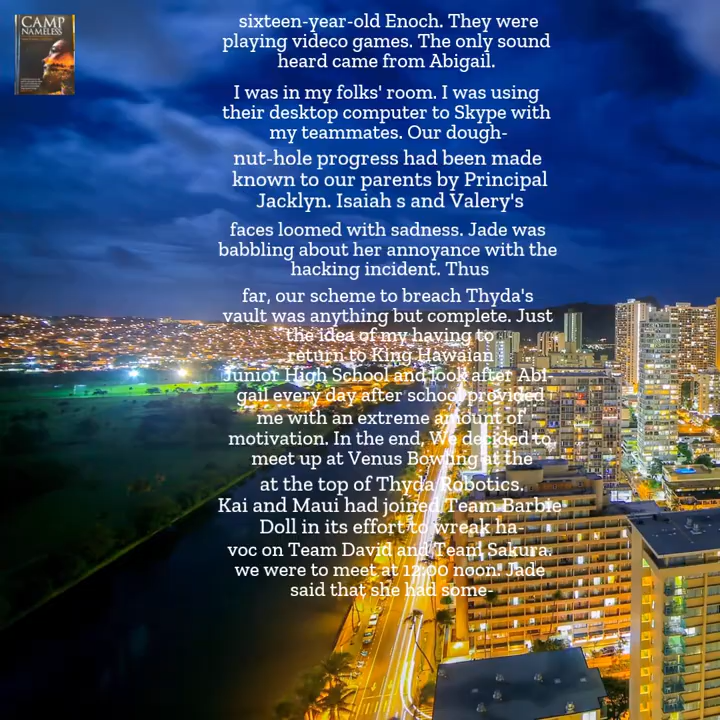 CAMP
NAMELESS
sixteen-year-old Enoch. They were
playing videco games. The only sound
heard came from Abigail.
I was in my folks' room. I was using
their desktop computer to Skype with
my teammates. Our dough-
nut-hole progress had been made
known to our parents by Principal
Jacklyn. Isaiah s and Valery's
faces loomed with sadness. Jade was
babbling about her annoyance with the
hacking incident. Thus
far, our scheme to breach Thyda's
vault was anything but complete. Just
the idea of my having to
return to King Hawaian
Junior High School and look after Abi-
gail every day after school provided
me with an extreme amount of
motivation. In the end, We decided to
meet up at Venus Bowling at the
at the top of Thyda Robotics.
Kai and Maui had joined Team Barbie
Doll in its effort to wreak ha-
voc on Team David and Team Sakura.
we were to meet at 12:00 noon. Jade
said that she had some-